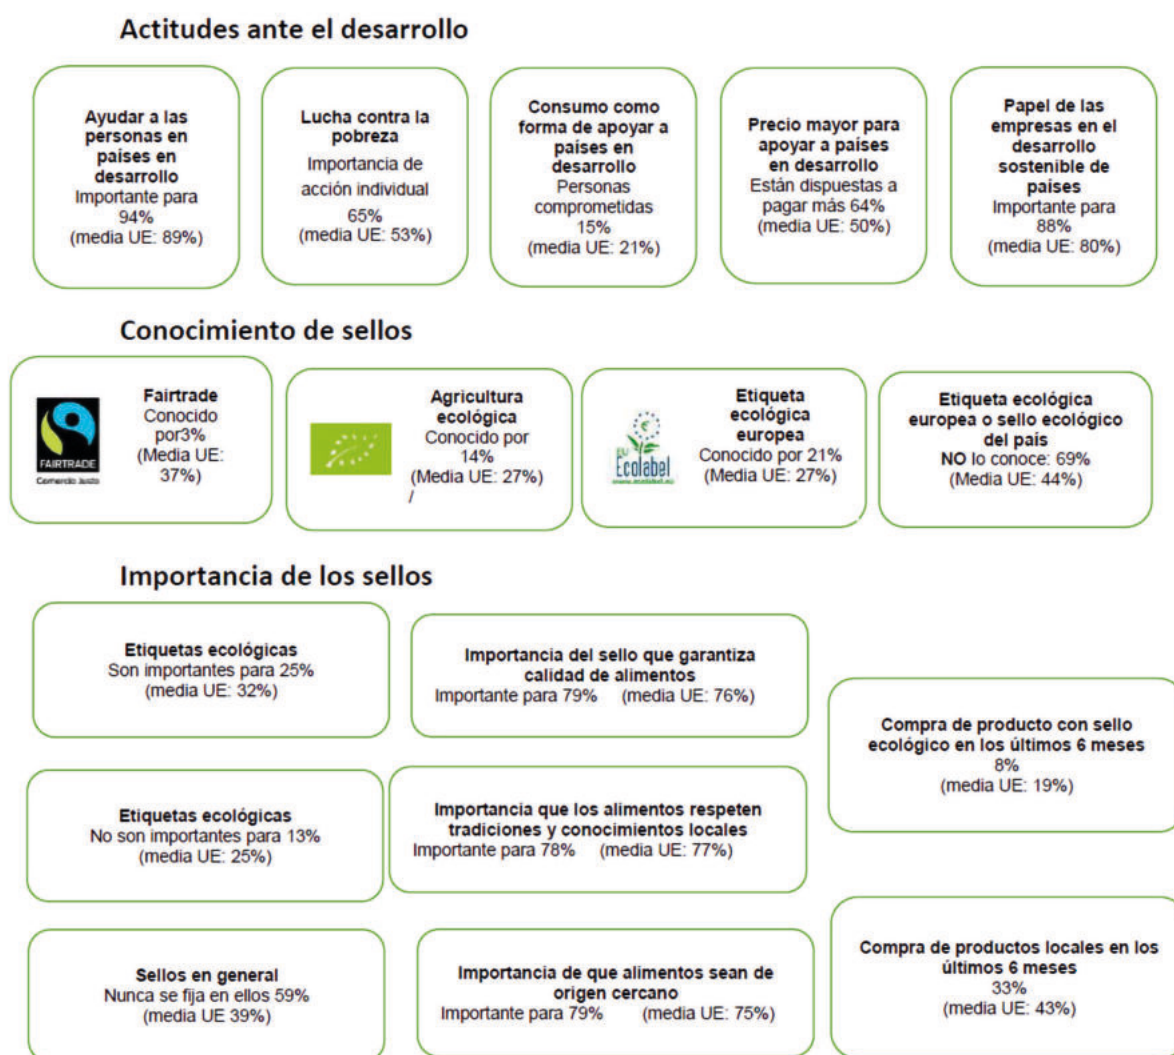 Actitudes ante el desarrollo
Ayudar a las
personas en
países en
desarrollo
Importante para
94%
(media UE: 89%)
Lucha contra la
pobreza
Importancia de
acción individual
65%
(media UE: 53%)
Consumo como
forma de apoyar a
países en
desarrollo
Personas
comprometidas
15%
(media UE: 21%)
Precio mayor para
apoyar a países
en desarrollo
Están dispuestas a
pagar más 64%
(media UE: 50%)
Papel de las
empresas en el
desarrollo
sostenible de
países
Importante para
88%
(media UE: 80%)
Conocimiento de sellos
FAIRTRADE
Comercio Justo
Fairtrade
Conocido
por3%
(Media UE:
37%)
Agricultura
ecológica
Conocido por
14%
(Media UE: 27%)
/
EU
Ecolabel
www.ecolabel.eu
Etiqueta
ecológica
europea
Conocido por 21%
(Media UE: 27%)
Etiqueta ecológica
europea o sello ecológico
del país
NO lo conoce: 69%
(Media UE: 44%)
Importancia de los sellos
Etiquetas ecológicas
Son importantes para 25%
(media UE: 32%)
Importancia del sello que garantiza
calidad de alimentos
Importante para 79% (media UE: 76%)
Compra de producto con sello
ecológico en los últimos 6 meses
8%
(media UE: 19%)
Etiquetas ecológicas
No son importantes para 13%
(media UE: 25%)
Importancia que los alimentos respeten
tradiciones y conocimientos locales
Importante para 78% (media UE: 77%)
Sellos en general
Nunca se fija en ellos 59%
(media UE 39%)
Importancia de que alimentos sean de
origen cercano
Importante para 79% (media UE: 75%)
Compra de productos locales en los
últimos 6 meses
33%
(media UE: 43%)